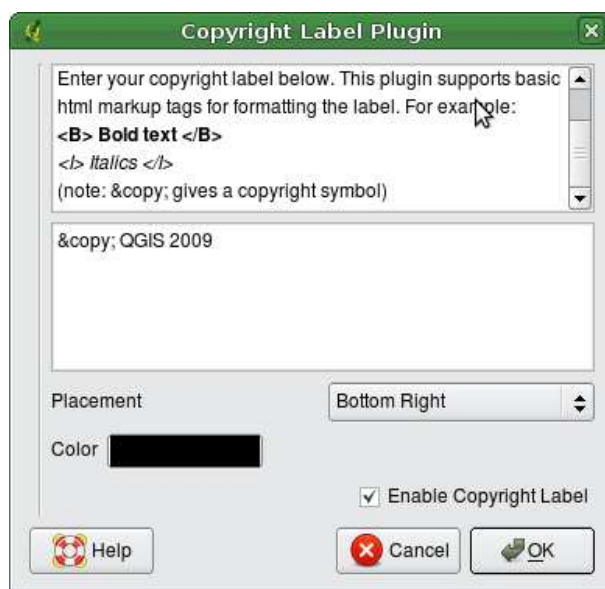 Copyright Label Plugin
Enter your copyright label below. This plugin supports basic
html markup tags for formatting the label. For example:
<B> Bold text </B>
<I> Italics </I>
(note: &copy; gives a copyright symbol)
&copy; QGIS 2009
Placement
Bottom Right
Color
Enable Copyright Label
Help
Cancel
OK